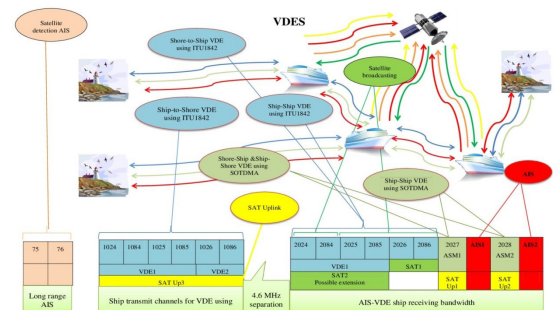 VDES
Satellite
detection AIS
Shore-to-Ship VDE
using ITU1842
Satellite
broadcasting
Ship-to-Shore VDE
using ITU1842
Ship-Ship VDE
using ITU1842
Shore-Ship &Ship-
Shore VDE using
SOTDMA
Ship-Ship VDE
using SOTDMA
AIS
SAT Uplink
75 76
1024 1084 1025 1085 1026 1086
2024 2084 2025 2085 2026 2086 2027 AIS1 2028 AIS2
ASM1 ASM2
VDE1 VDE2
VDE1 SAT1
SAT Up3
SAT2
Possible extension
SAT
Up1
SAT
Up2
Long range
AIS
Ship transmit channels for VDE using
4.6 MHz
separation
AIS-VDE ship receiving bandwidth